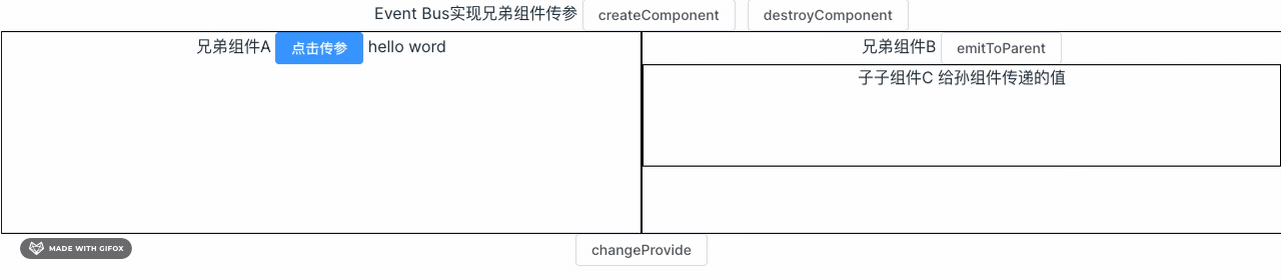 Event Bus实现兄弟组件传参 createComponent destroyComponent
兄弟组件A 点击传参 hello word
兄弟组件B emitToParent
子子组件C 给孙组件传递的值
MADE WITH GIFOX
changeProvide